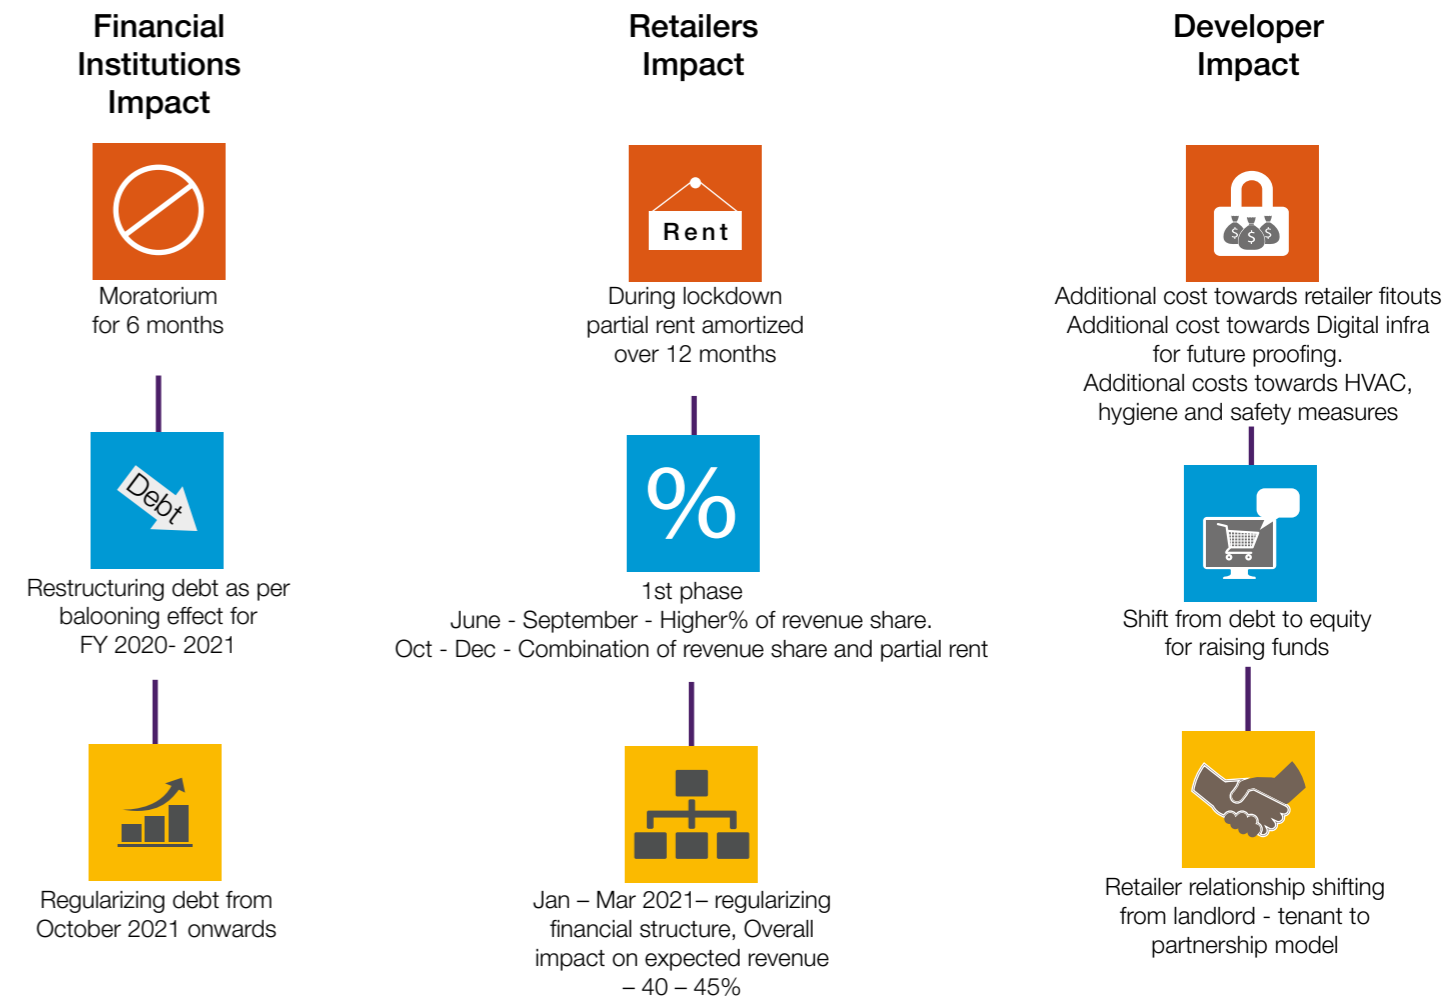 Financial
Institutions
Impact
Moratorium
for 6 months
Debt
Restructuring debt as per
balooning effect for
FY 2020- 2021
Regularizing debt from
October 2021 onwards
Retailers
Impact
Rent
During lockdown
partial rent amortized
over 12 months
%
1st phase
June - September - Higher% of revenue share.
Oct - Dec - Combination of revenue share and partial rent
Jan – Mar 2021– regularizing
financial structure, Overall
impact on expected revenue
– 40 – 45%
Developer
Impact
$ $ $
Additional cost towards retailer fitouts
Additional cost towards Digital infra
for future proofing.
Additional costs towards HVAC,
hygiene and safety measures
Shift from debt to equity
for raising funds
Retailer relationship shifting
from landlord - tenant to
partnership model